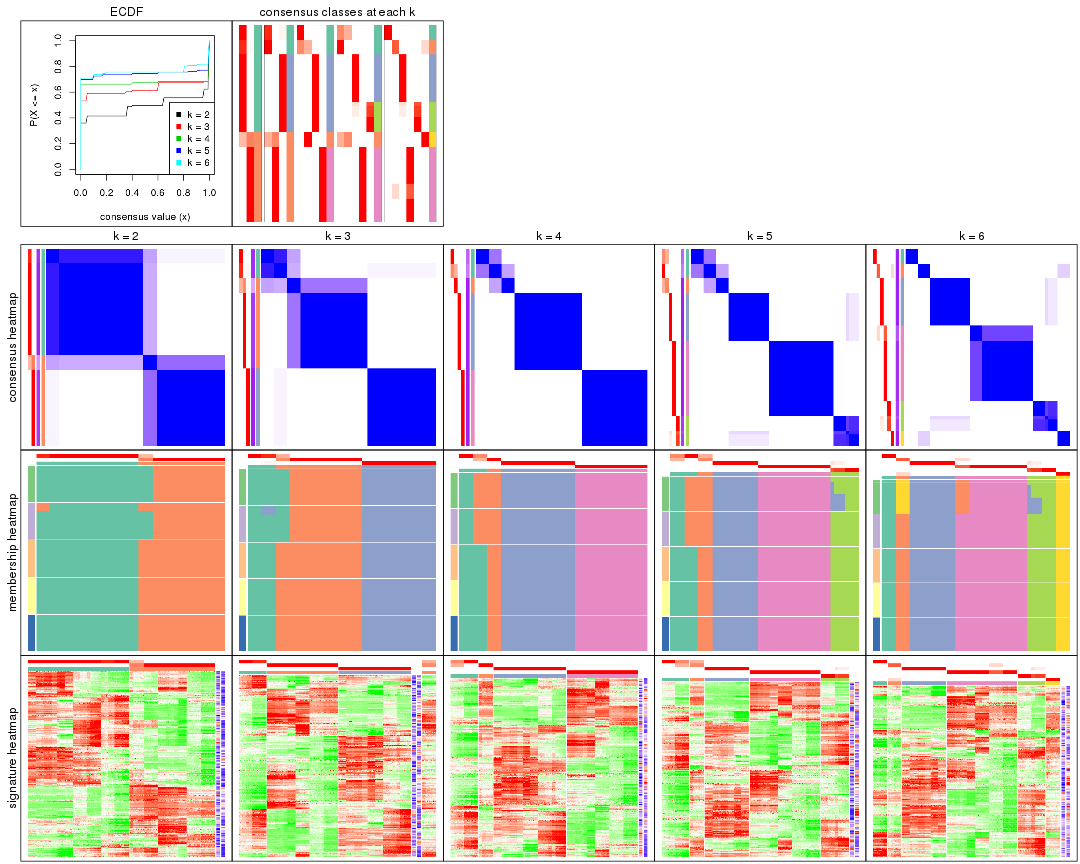 ECDF
consensus classes at each k
P(X <= x)
1.0
0.8
0.6
0.4
0.2
0.0
k = 2
k = 3
k = 4
k = 5
k = 6
0.0 0.2 0.4 0.6 0.8 1.0
consensus value (x)
k = 2
k = 3
k = 4
k = 5
k = 6
consensus heatmap
membership heatmap
signature heatmap